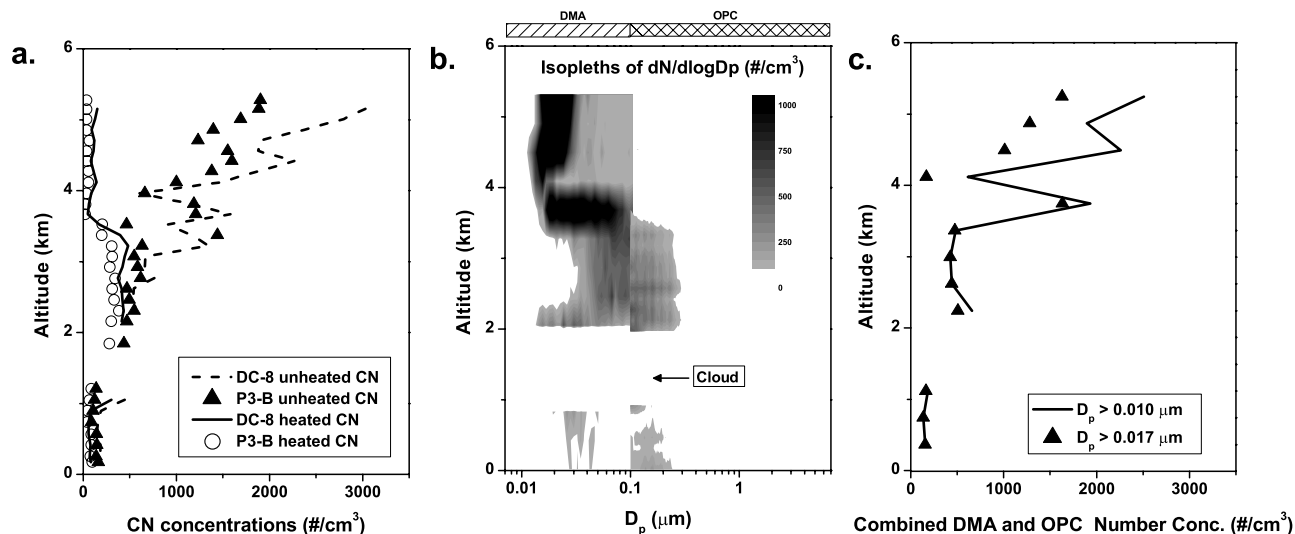 a.
6
4
2
0
Altitude (km)
0 1000 2000 3000
CN concentrations (#/cm³)
DC-8 unheated CN
P3-B unheated CN
DC-8 heated CN
P3-B heated CN
DMA OPC
b.
6
4
2
0
Altitude (km)
Isopleths of dN/dlogDp (#/cm³)
1000
750
500
250
0
Cloud
0.01 0.1 1
Dₚ (μm)
c.
6
4
2
0
Altitude (km)
Dₚ > 0.010 μm
Dₚ > 0.017 μm
0 1000 2000 3000
Combined DMA and OPC Number Conc. (#/cm³)